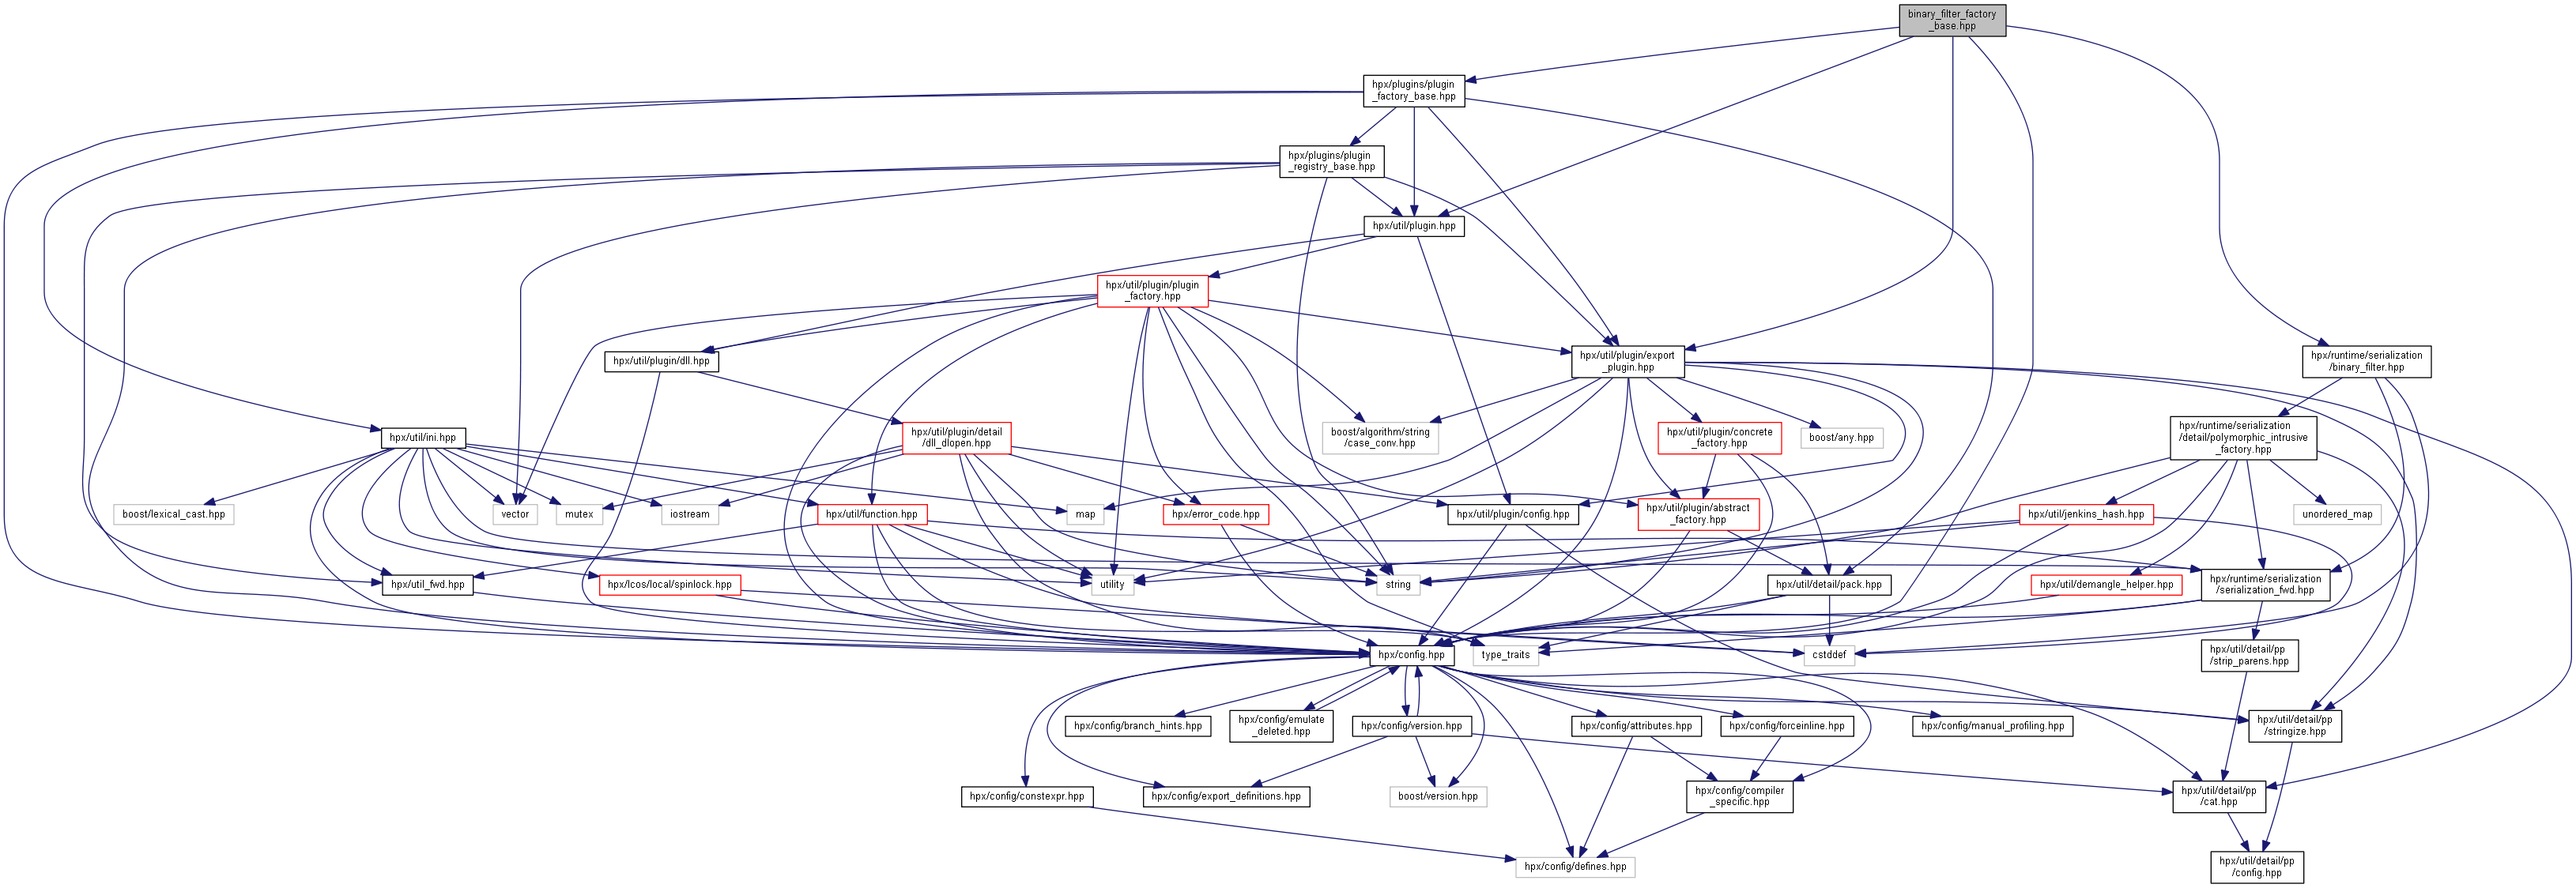 binary_filter_factory
_base.hpp
hpx/plugins/plugin
_factory_base.hpp
hpx/plugins/plugin
_registry_base.hpp
hpx/util/plugin.hpp
hpx/util/plugin/plugin
_factory.hpp
hpx/util/plugin/dll.hpp
hpx/util/plugin/export
_plugin.hpp
hpx/runtime/serialization
/binary_filter.hpp
hpx/util/ini.hpp
hpx/util/plugin/detail
/dll_dlopen.hpp
boost/algorithm/string
/case_conv.hpp
hpx/util/plugin/concrete
_factory.hpp
boost/any.hpp
hpx/runtime/serialization
/detail/polymorphic_intrusive
_factory.hpp
boost/lexical_cast.hpp
vector
mutex
iostream
hpx/util/function.hpp
map
hpx/error_code.hpp
hpx/util/plugin/config.hpp
hpx/util/plugin/abstract
_factory.hpp
hpx/util/jenkins_hash.hpp
unordered_map
hpx/util_fwd.hpp
hpx/lcos/local/spinlock.hpp
utility
string
hpx/util/detail/pack.hpp
hpx/util/demangle_helper.hpp
hpx/runtime/serialization
/serialization_fwd.hpp
hpx/config.hpp
type_traits
cstddef
hpx/util/detail/pp
/strip_parens.hpp
hpx/config/branch_hints.hpp
hpx/config/emulate
_deleted.hpp
hpx/config/version.hpp
hpx/config/attributes.hpp
hpx/config/forceinline.hpp
hpx/config/manual_profiling.hpp
hpx/util/detail/pp
/stringize.hpp
hpx/config/constexpr.hpp
hpx/config/export_definitions.hpp
boost/version.hpp
hpx/config/compiler
_specific.hpp
hpx/util/detail/pp
/cat.hpp
hpx/config/defines.hpp
hpx/util/detail/pp
/config.hpp